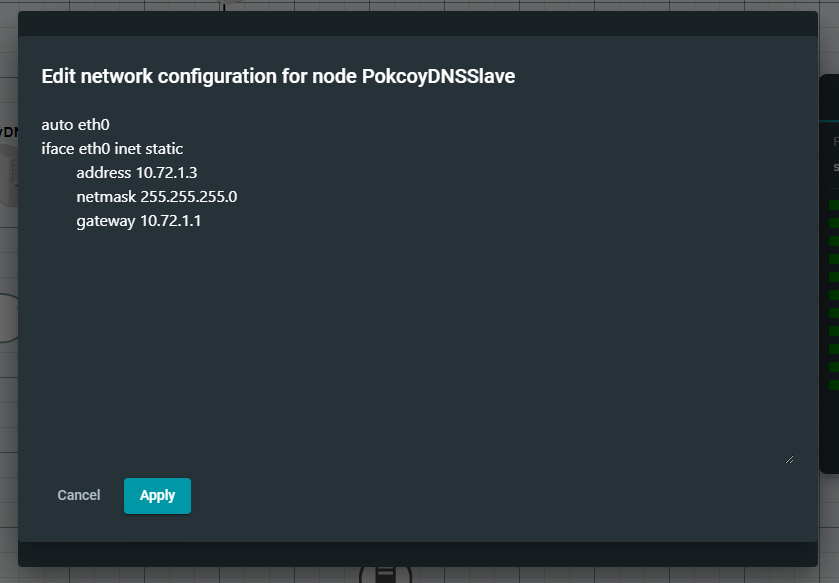 Edit network configuration for node PokcoyDNSSlave
auto eth0
iface eth0 inet static
address 10.72.1.3
netmask 255.255.255.0
gateway 10.72.1.1
Cancel
Apply